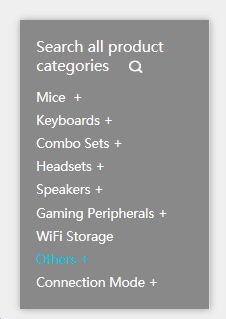 Search all product
categories
Mice +
Keyboards +
Combo Sets +
Headsets +
Speakers +
Gaming Peripherals +
WiFi Storage
Others +
Connection Mode +